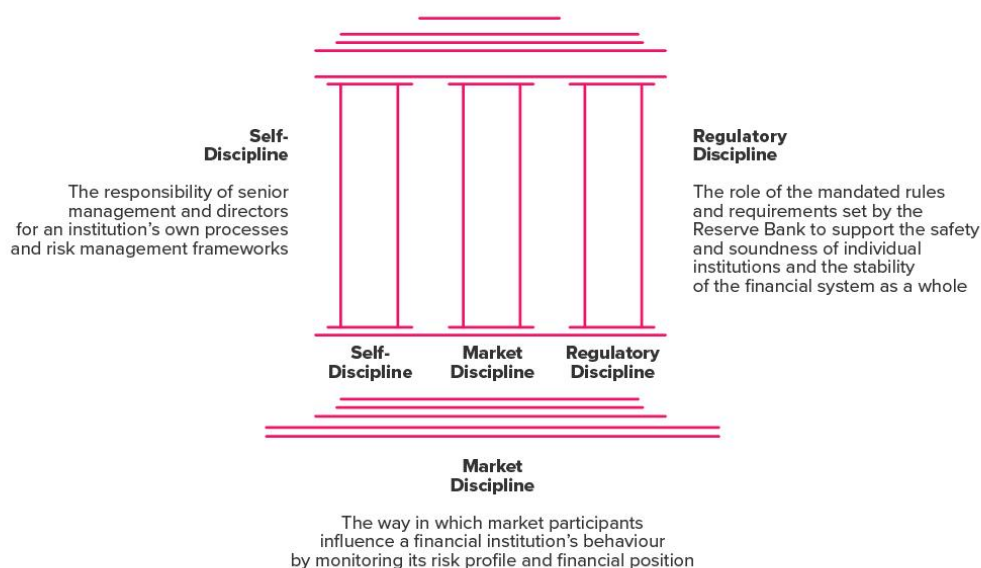 Self-
Discipline
The responsibility of senior
management and directors
for an institution's own processes
and risk management frameworks
Regulatory
Discipline
The role of the mandated rules
and requirements set by the
Reserve Bank to support the safety
and soundness of individual
institutions and the stability
of the financial system as a whole
Self-
Discipline
Market
Discipline
Regulatory
Discipline
Market
Discipline
The way in which market participants
influence a financial institution's behaviour
by monitoring its risk profile and financial position